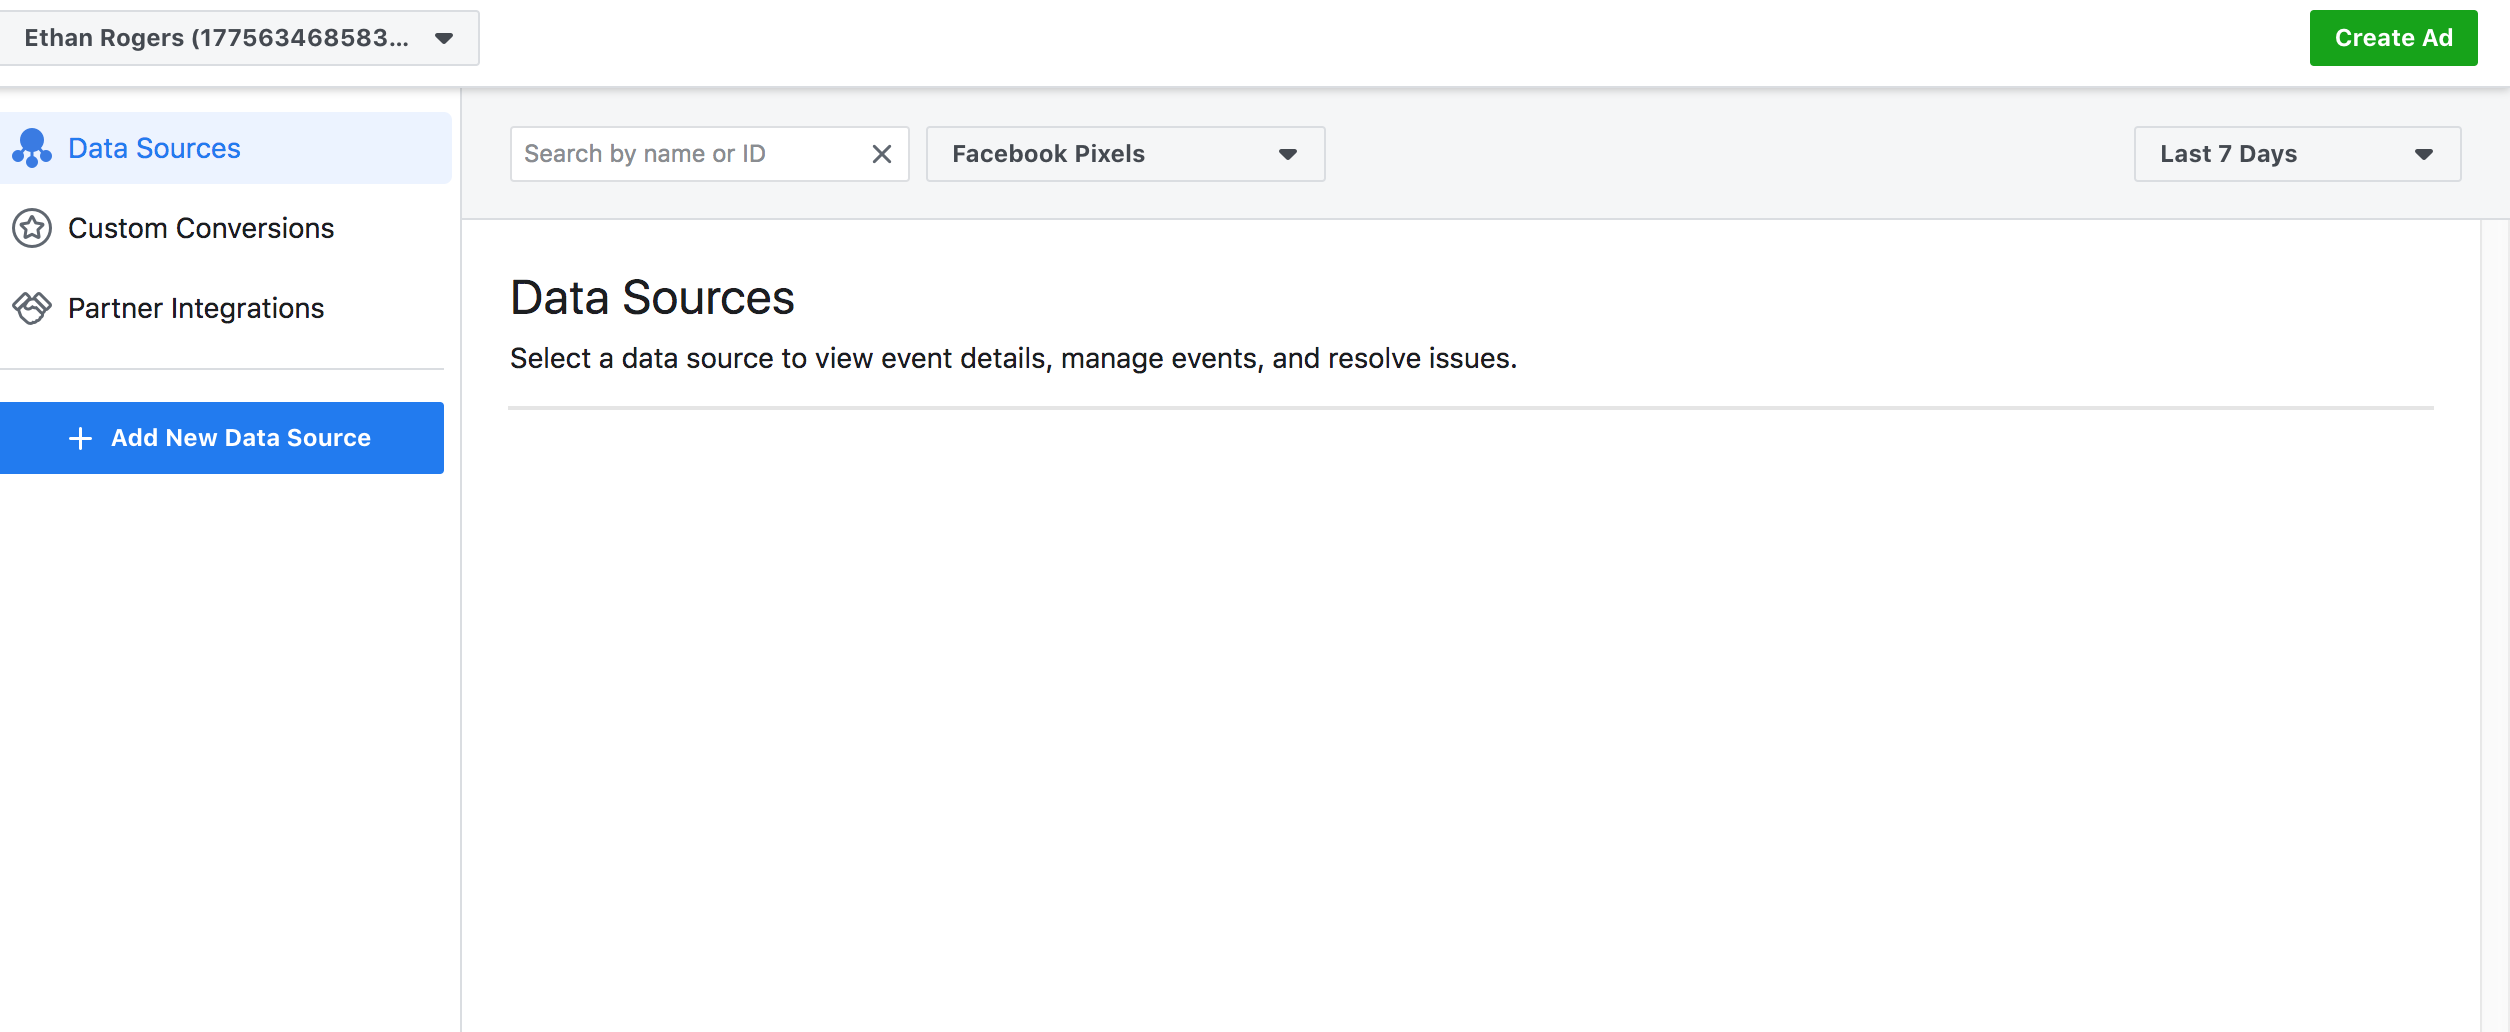 Ethan Rogers (177563468583...
Create Ad
Data Sources
Custom Conversions
Partner Integrations
Add New Data Source
Search by name or ID
Facebook Pixels
Last 7 Days
Data Sources
Select a data source to view event details, manage events, and resolve issues.